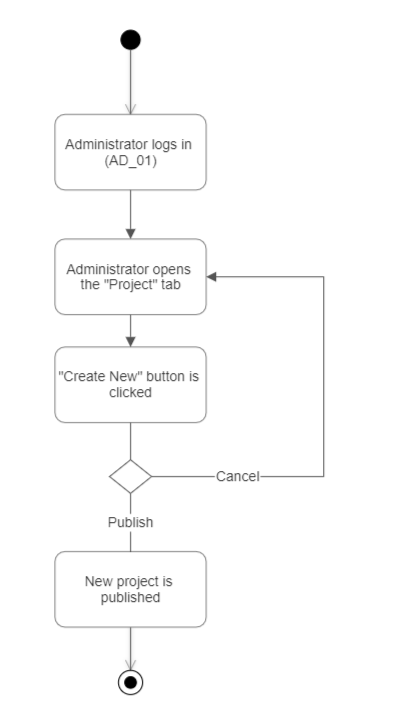 Administrator logs in
(AD_01)
Administrator opens
the "Project" tab
"Create New" button is
clicked
Cancel
Publish
New project is
published